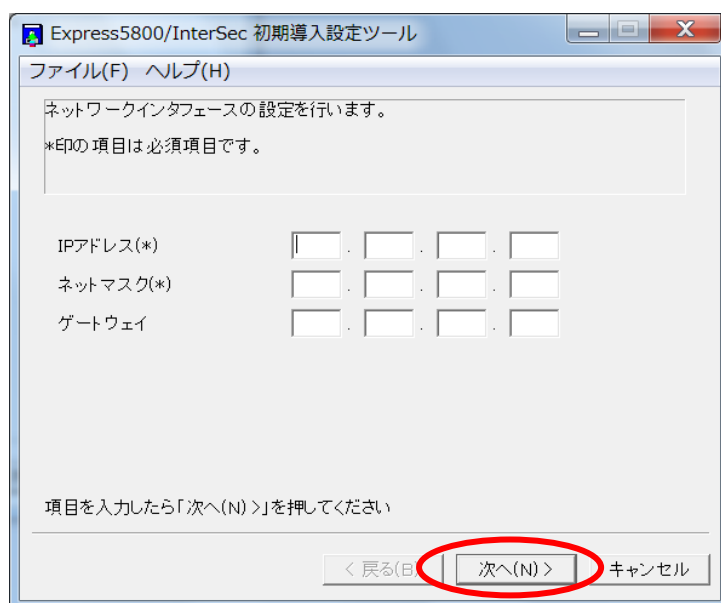 Express5800/InterSec 初期導入設定ツール
ファイル(F) ヘルプ(H)
ネットワークインタフェースの設定を行います。
*印の項目は必須項目です。
IPアドレス(*) . . .
ネットマスク(*) . . .
ゲートウェイ . . .
項目を入力したら「次へ(N)>」を押してください
< 戻る(B) 次へ(N) > キャンセル